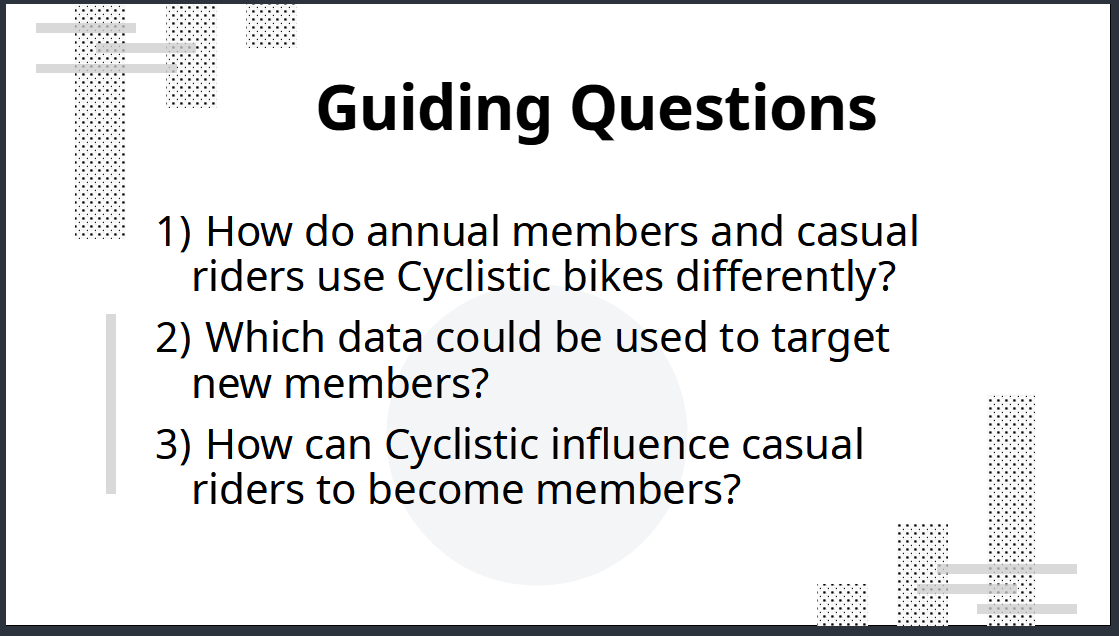 Guiding Questions
1) How do annual members and casual
riders use Cyclistic bikes differently?
2) Which data could be used to target
new members?
3) How can Cyclistic influence casual
riders to become members?